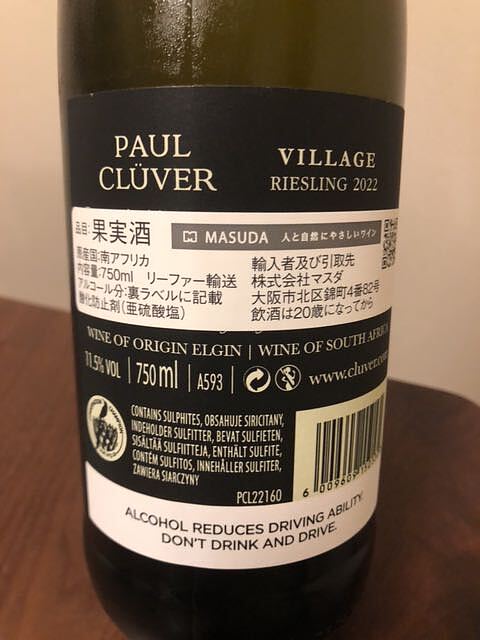 PAUL
CLÜVER
VILLAGE
RIESLING 2022
品目:果実酒
原産国:南アフリカ
内容量:750ml リーファー輸送
アルコール分:裏ラベルに記載
酸化防止剤(亜硫酸塩)
MASUDA 人と自然にやさしいワイン
輸入者及び引取先
株式会社マスダ
大阪市北区錦町4番82号
飲酒は20歳になってから
WINE OF ORIGIN ELGIN | WINE OF SOUTH AFRICA
11.5% VOL | 750 ml | A593 | www.cluver.com
CONTAINS SULPHITES, OBSAHUJE SIRICITANY,
INDEHOLDER SULFITTER, BEVAT SULFIETEN,
SISÄLTÄÄ SULFIITTEJA, ENTHÄLT SULFITE,
CONTÉM SULFITOS, INNEHÅLLER SULFITER,
ZAWIERA SIARCZYNY
PCL22160
ALCOHOL REDUCES DRIVING ABILITY,
DON'T DRINK AND DRIVE.